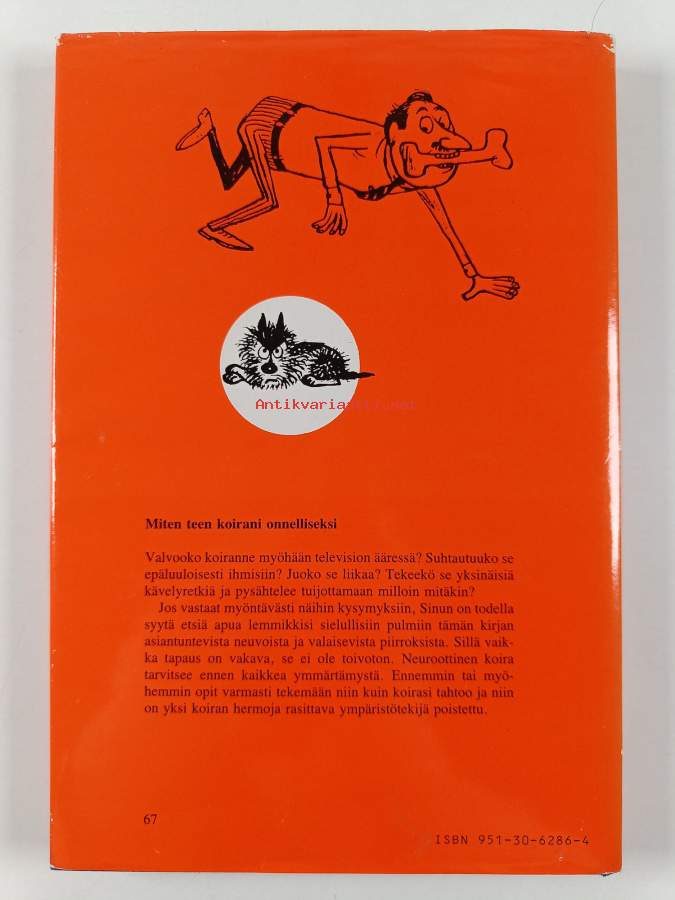 Antikvariaatti.net
Miten teen koirani onnelliseksi
Valvooko koiranne myöhään television ääressä? Suhtautuuko se
epäluuloisesti ihmisiin? Juoko se liikaa? Tekeekö se yksinäisiä
kävelyretkiä ja pysähtelee tuijottamaan milloin mitäkin?
Jos vastaat myöntävästi näihin kysymyksiin, Sinun on todella
syytä etsiä apua lemmikkisi sielullisiin pulmiin tämän kirjan
asiantuntevista neuvoista ja valaisevista piirroksista. Sillä vaik-
ka tapaus on vakava, se ei ole toivoton. Neuroottinen koira
tarvitsee ennen kaikkea ymmärtämystä. Ennemmin tai myö-
hemmin opit varmasti tekemään niin kuin koirasi tahtoo ja niin
on yksi koiran hermoja rasittava ympäristötekijä poistettu.
67
ISBN 951-30-6286-4